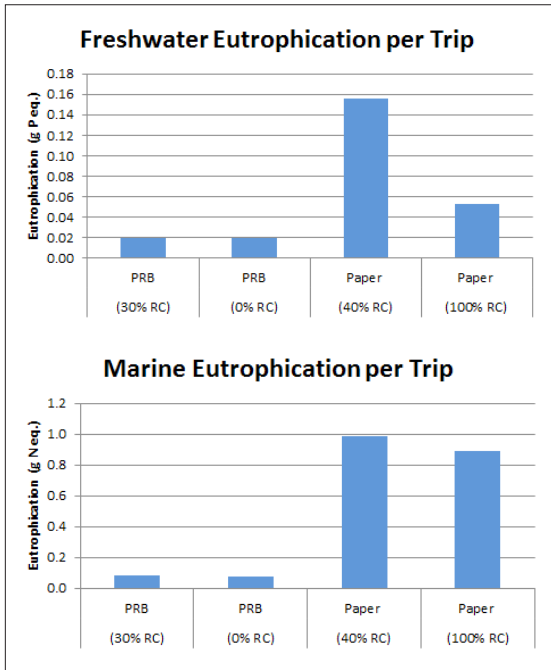 Freshwater Eutrophication per Trip
Eutrophication (g P eq.)
0.18
0.16
0.14
0.12
0.10
0.08
0.06
0.04
0.02
0.00
PRB PRB Paper Paper
(30% RC) (0% RC) (40% RC) (100% RC)
Marine Eutrophication per Trip
Eutrophication (g N eq.)
1.2
1.0
0.8
0.6
0.4
0.2
0.0
PRB PRB Paper Paper
(30% RC) (0% RC) (40% RC) (100% RC)